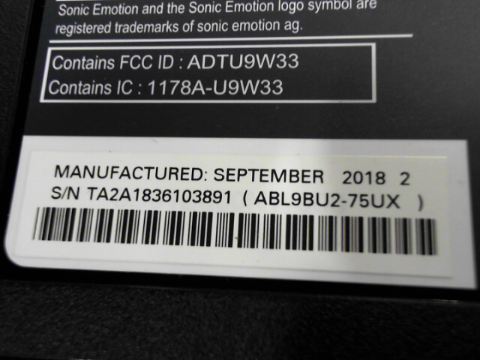 Sonic Emotion and the Sonic Emotion logo symbol are
registered trademarks of sonic emotion ag.
Contains FCC ID : ADTU9W33
Contains IC : 1178A-U9W33
MANUFACTURED: SEPTEMBER 2018 2
S/N TA2A1836103891 ( ABL9BU2-75UX )